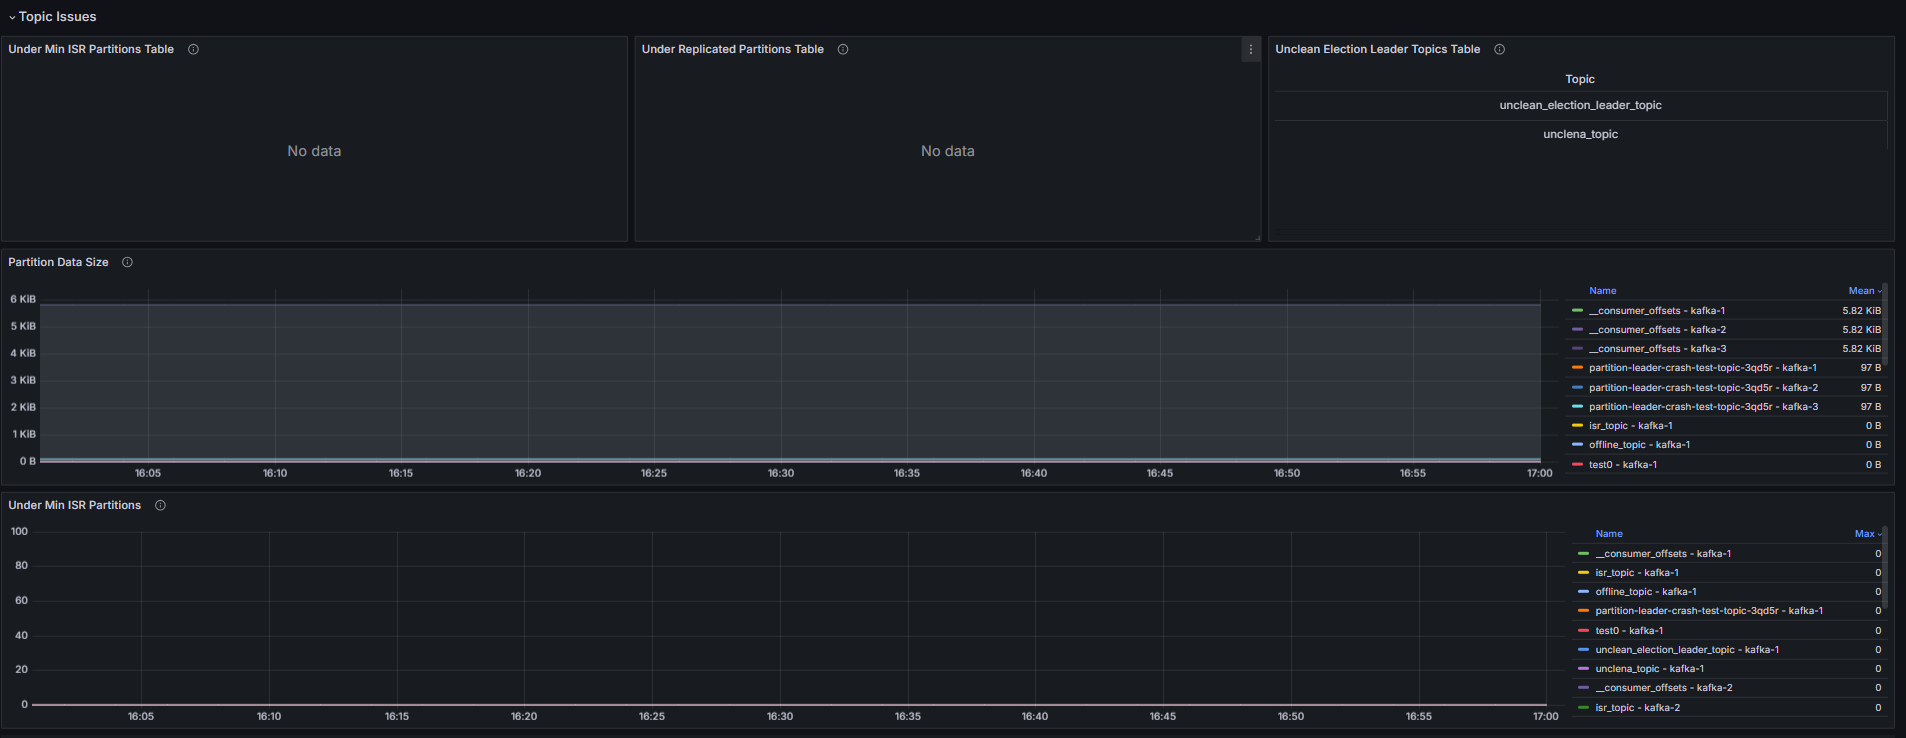 Topic Issues
Under Min ISR Partitions Table
No data
Under Replicated Partitions Table
No data
Unclean Election Leader Topics Table
Topic
unclean_election_leader_topic
unclena_topic
Partition Data Size
6 KiB
5 KiB
4 KiB
3 KiB
2 KiB
1 KiB
0 B
16:05 16:10 16:15 16:20 16:25 16:30 16:35 16:40 16:45 16:50 16:55 17:00
Name Mean
__consumer_offsets - kafka-1 5.82 KiB
__consumer_offsets - kafka-2 5.82 KiB
__consumer_offsets - kafka-3 5.82 KiB
partition-leader-crash-test-topic-3qd5r - kafka-1 97 B
partition-leader-crash-test-topic-3qd5r - kafka-2 97 B
partition-leader-crash-test-topic-3qd5r - kafka-3 97 B
isr_topic - kafka-1 0 B
offline_topic - kafka-1 0 B
test0 - kafka-1 0 B
Under Min ISR Partitions
100
80
60
40
20
0
16:05 16:10 16:15 16:20 16:25 16:30 16:35 16:40 16:45 16:50 16:55 17:00
Name Max
__consumer_offsets - kafka-1 0
isr_topic - kafka-1 0
offline_topic - kafka-1 0
partition-leader-crash-test-topic-3qd5r - kafka-1 0
test0 - kafka-1 0
unclean_election_leader_topic - kafka-1 0
unclena_topic - kafka-1 0
__consumer_offsets - kafka-2 0
isr_topic - kafka-2 0